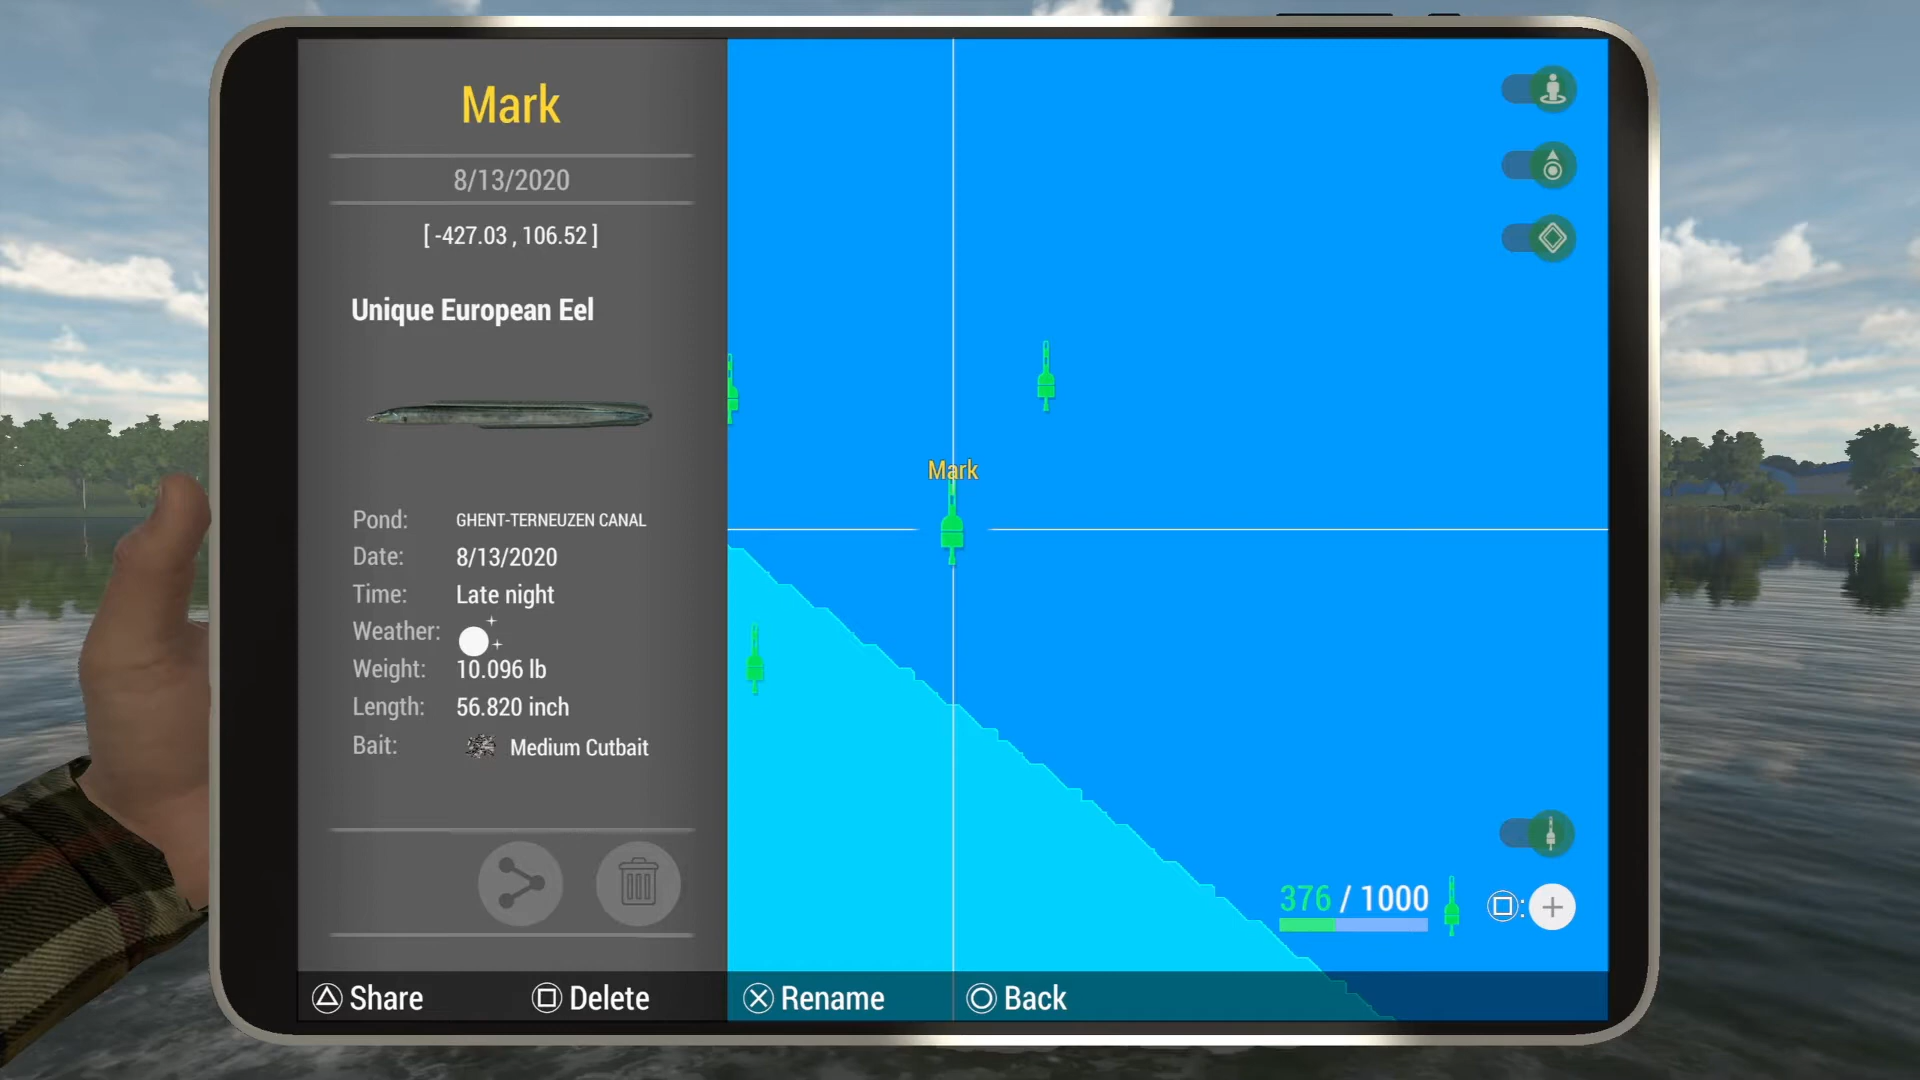 Mark
8/13/2020
[ -427.03 , 106.52 ]
Unique European Eel
Pond: GHENT-TERNEUZEN CANAL
Date: 8/13/2020
Time: Late night
Weather:
Weight: 10.096 lb
Length: 56.820 inch
Bait: Medium Cutbait
Mark
376 / 1000
Share Delete Rename Back